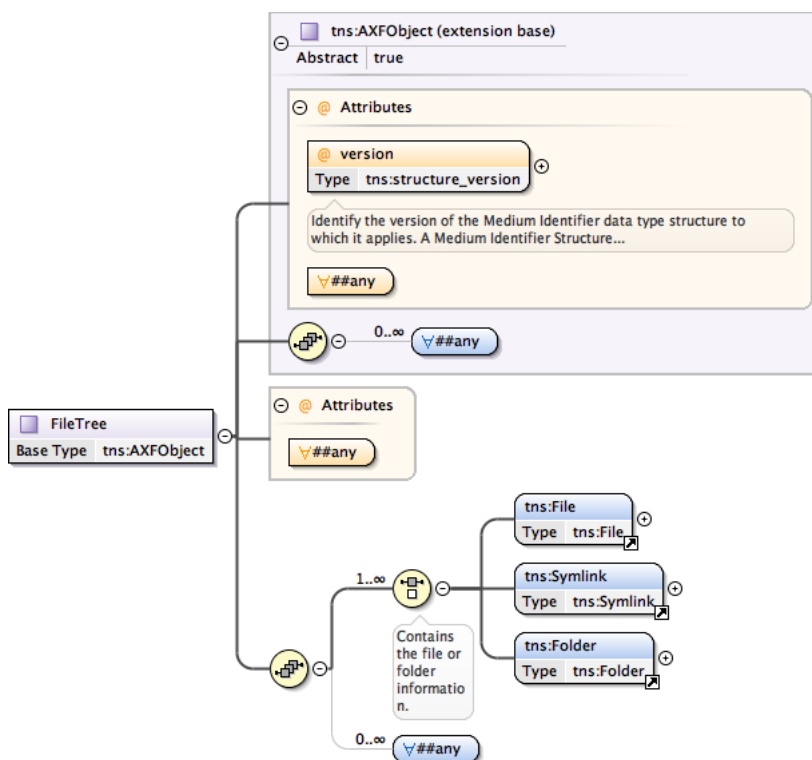 tns:AXFObject (extension base)
Abstract true
@ Attributes
@ version
Type tns:structure_version
Identify the version of the Medium Identifier data type structure to
which it applies. A Medium Identifier Structure...
∀##any
0..∞ ∀##any
@ Attributes
∀##any
FileTree
Base Type tns:AXFObject
1..∞
Contains
the file or
folder
informatio
n.
tns:File
Type tns:File
tns:Symlink
Type tns:Symlink
tns:Folder
Type tns:Folder
0..∞ ∀##any